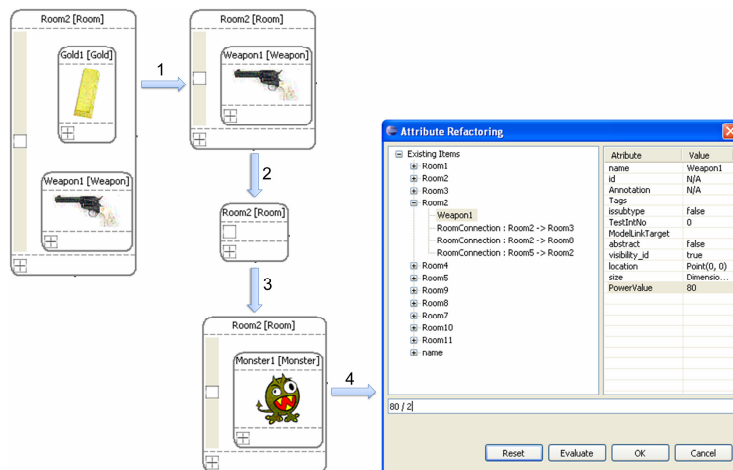 Room2 [Room]
Gold1 [Gold]
Weapon1 [Weapon]
1
Room2 [Room]
Weapon1 [Weapon]
2
Room2 [Room]
3
Room2 [Room]
Monster1 [Monster]
4
Attribute Refactoring
Existing Items
Room1
Room2
Room3
Room2
Weapon1
RoomConnection : Room2 -> Room3
RoomConnection : Room2 -> Room0
RoomConnection : Room5 -> Room2
Room4
Room5
Room9
Room8
Room7
Room10
Room11
name
Atribute Value
name Weapon1
id N/A
Annotation N/A
Tags
issubtype false
TestIntNo 0
ModelLinkTarget
abstract false
visibility_id true
location Point(0, 0)
size Dimensio...
PowerValue 80
80 / 2
Reset Evaluate OK Cancel